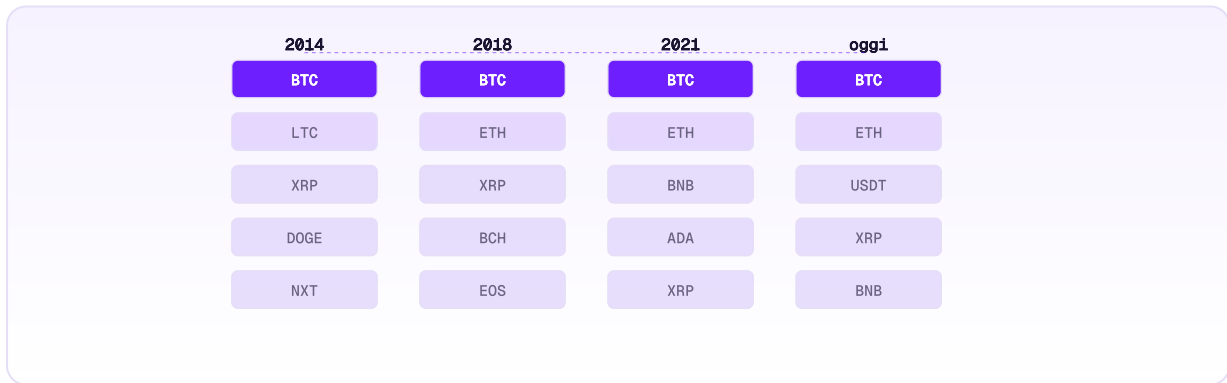 2014 2018 2021 oggi
BTC BTC BTC BTC
LTC ETH ETH ETH
XRP XRP BNB USDT
DOGE BCH ADA XRP
NXT EOS XRP BNB